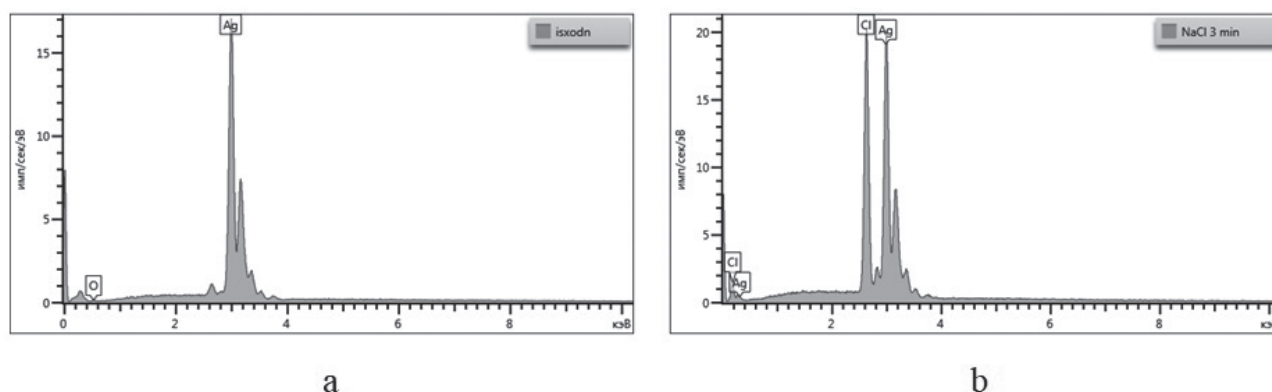 Ag
isxodn
15
10
5
0
имп/сек/эВ
O
0 2 4 6 8 кэВ
a
Cl
Ag
NaCl 3 min
20
15
10
5
0
имп/сек/эВ
Cl
Ag
2 4 6 8 кэВ
b